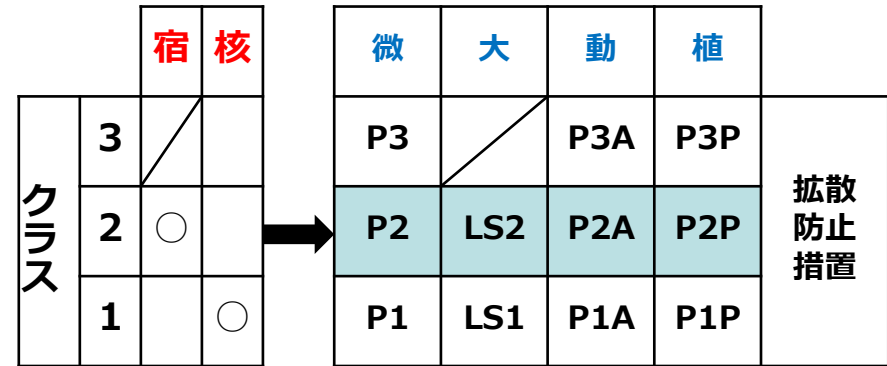 宿 核 微 大 動 植
クラス
3 P3 P3A P3P
2 ○ P2 LS2 P2A P2P
1 ○ P1 LS1 P1A P1P
拡散
防止
措置